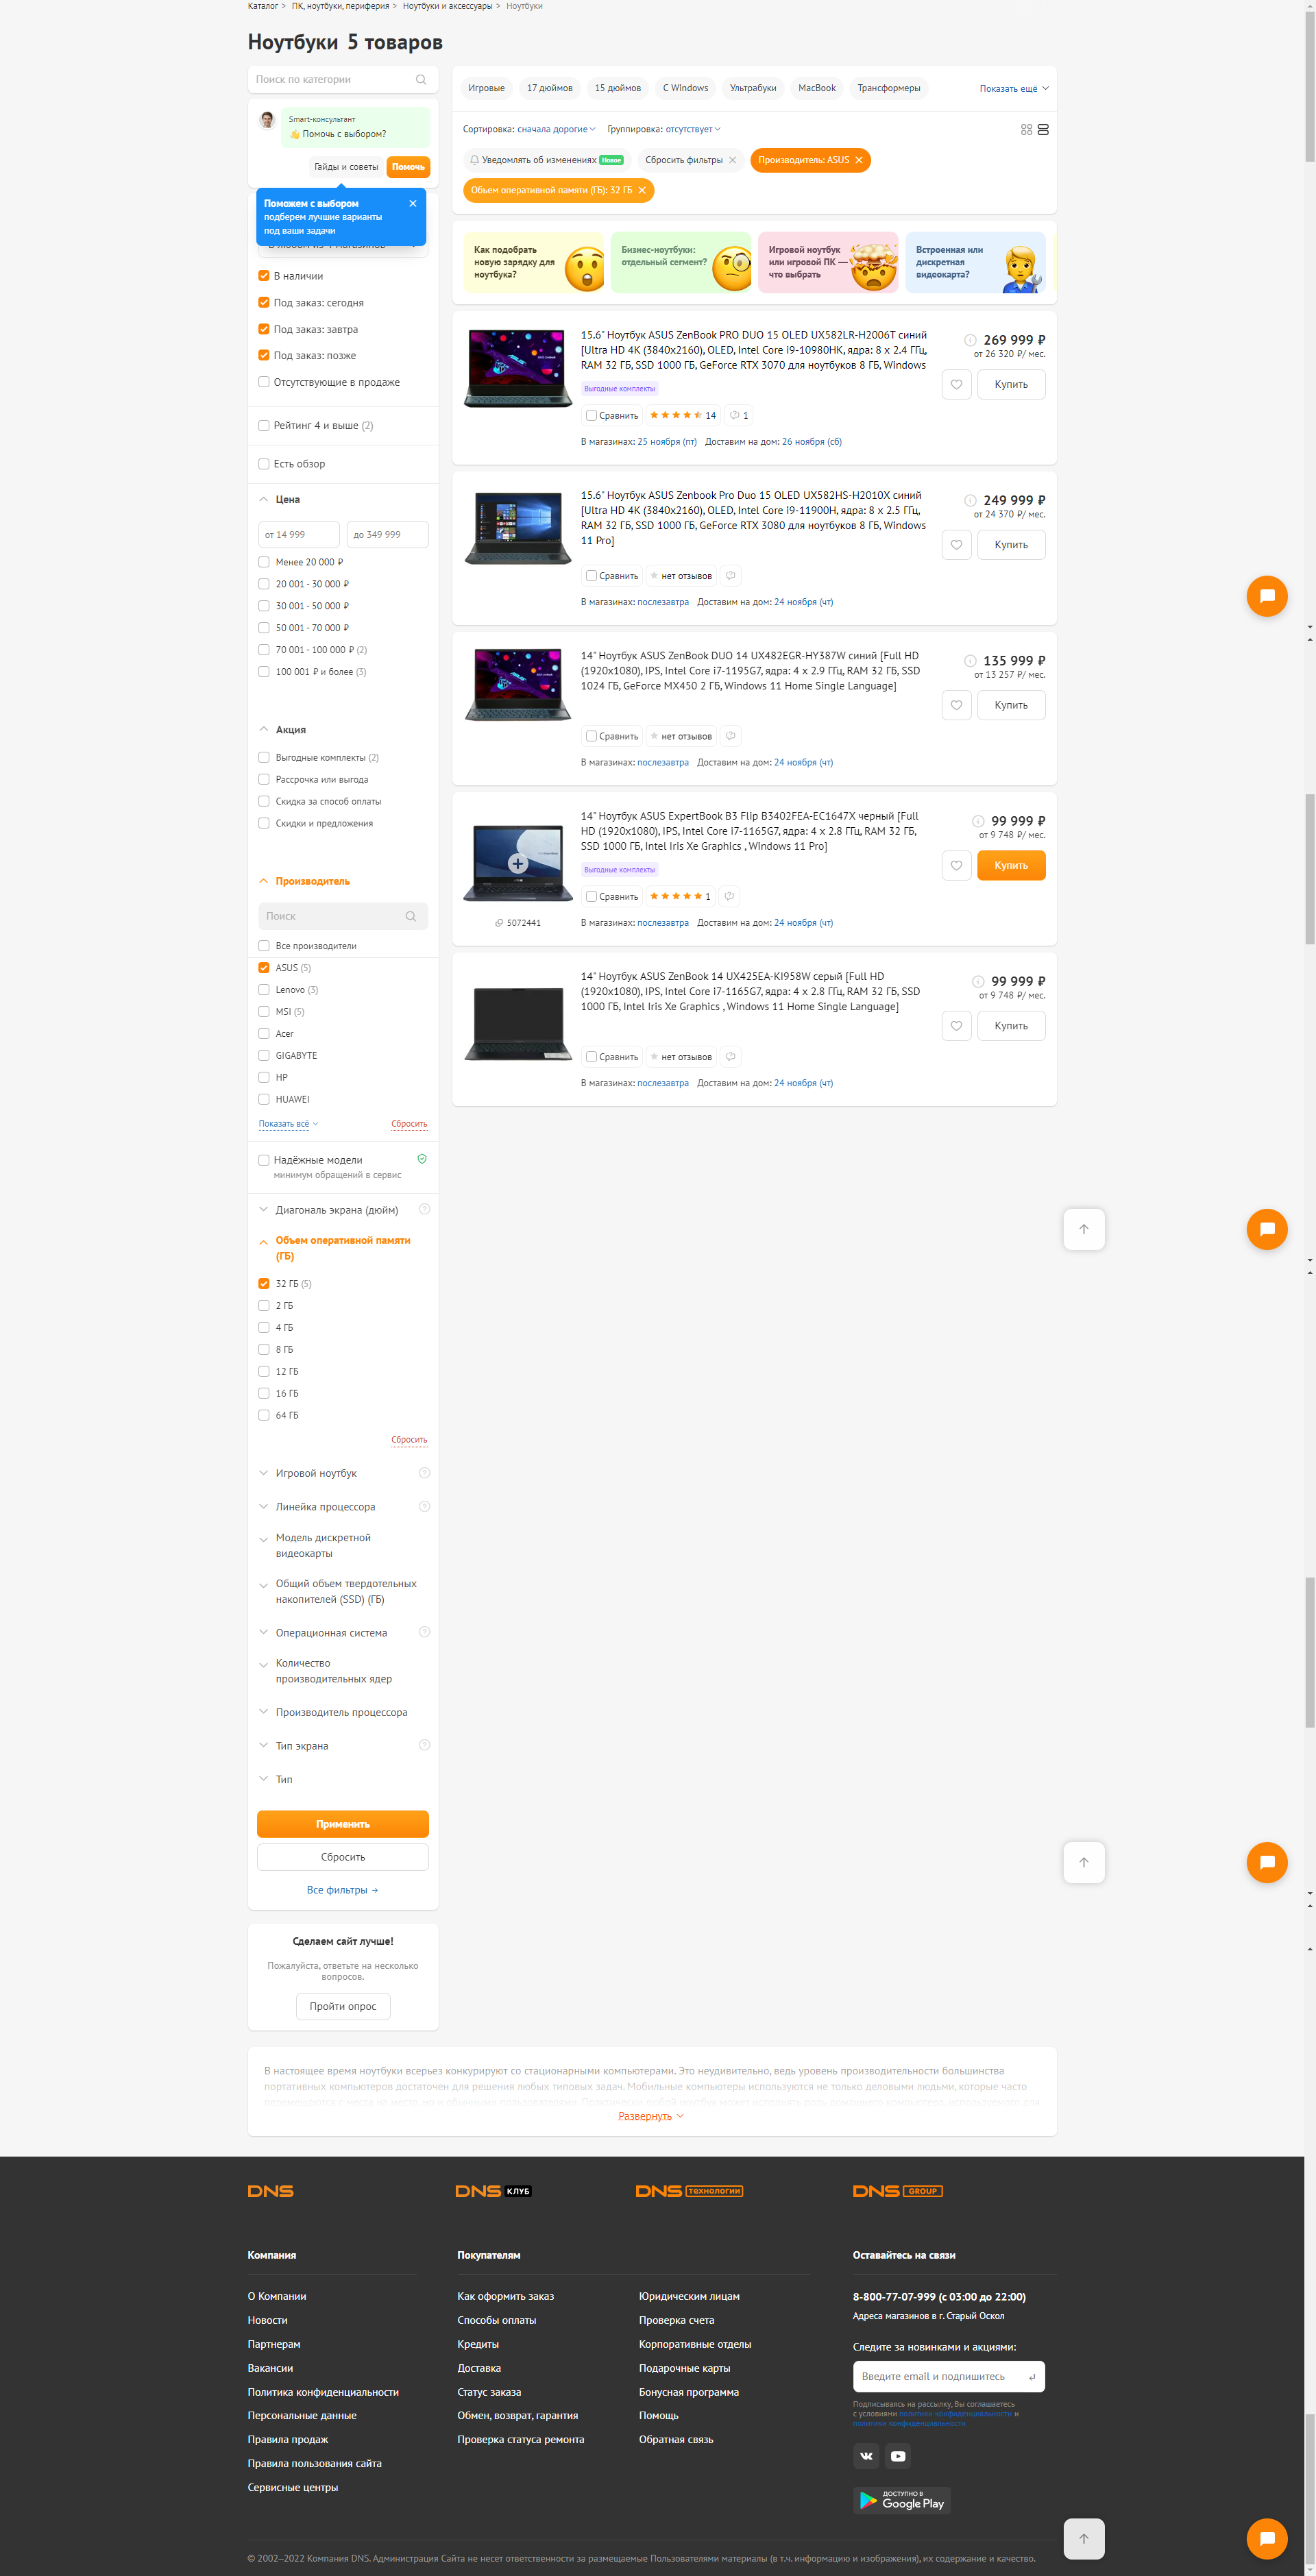 Каталог > ПК, ноутбуки, периферия > Ноутбуки и аксессуары > Ноутбуки
Ноутбуки 5 товаров
Поиск по категории
Smart-консультант
👋 Помочь с выбором?
Гайды и советы Помочь
Поможем с выбором
подберем лучшие варианты
под ваши задачи
В наличии
Под заказ: сегодня
Под заказ: завтра
Под заказ: позже
Отсутствующие в продаже
Рейтинг 4 и выше (2)
Есть обзор
Цена
от 14 999 до 349 999
Менее 20 000 ₽
20 001 - 30 000 ₽
30 001 - 50 000 ₽
50 001 - 70 000 ₽
70 001 - 100 000 ₽ (2)
100 001 ₽ и более (3)
Акция
Выгодные комплекты (2)
Рассрочка или выгода
Скидка за способ оплаты
Скидки и предложения
Производитель
Поиск
Все производители
ASUS (5)
Lenovo (3)
MSI (5)
Acer
GIGABYTE
HP
HUAWEI
Показать всё Сбросить
Надёжные модели
минимум обращений в сервис
Диагональ экрана (дюйм)
Объем оперативной памяти
(ГБ)
32 ГБ (5)
2 ГБ
4 ГБ
8 ГБ
12 ГБ
16 ГБ
64 ГБ
Сбросить
Игровой ноутбук
Линейка процессора
Модель дискретной
видеокарты
Общий объем твердотельных
накопителей (SSD) (ГБ)
Операционная система
Количество
производительных ядер
Производитель процессора
Тип экрана
Тип
Применить
Сбросить
Все фильтры →
Сделаем сайт лучше!
Пожалуйста, ответьте на несколько
вопросов.
Пройти опрос
Игровые 17 дюймов 15 дюймов С Windows Ультрабуки MacBook Трансформеры Показать ещё
Сортировка: сначала дорогие Группировка: отсутствует
Уведомлять об изменениях Новое Сбросить фильтры Производитель: ASUS
Объем оперативной памяти (ГБ): 32 ГБ
Как подобрать
новую зарядку для
ноутбука?
Бизнес-ноутбуки:
отдельный сегмент?
Игровой ноутбук
или игровой ПК —
что выбрать
Встроенная или
дискретная
видеокарта?
15.6" Ноутбук ASUS ZenBook PRO DUO 15 OLED UX582LR-H2006T синий
[Ultra HD 4K (3840x2160), OLED, Intel Core i9-10980HK, ядра: 8 х 2.4 ГГц,
RAM 32 ГБ, SSD 1000 ГБ, GeForce RTX 3070 для ноутбуков 8 ГБ, Windows
Выгодные комплекты
Сравнить 14 1
В магазинах: 25 ноября (пт) Доставим на дом: 26 ноября (сб)
269 999 ₽
от 26 320 ₽/ мес.
Купить
15.6" Ноутбук ASUS Zenbook Pro Duo 15 OLED UX582HS-H2010X синий
[Ultra HD 4K (3840x2160), OLED, Intel Core i9-11900H, ядра: 8 х 2.5 ГГц,
RAM 32 ГБ, SSD 1000 ГБ, GeForce RTX 3080 для ноутбуков 8 ГБ, Windows
11 Pro]
Сравнить нет отзывов
В магазинах: послезавтра Доставим на дом: 24 ноября (чт)
249 999 ₽
от 24 370 ₽/ мес.
Купить
14" Ноутбук ASUS ZenBook DUO 14 UX482EGR-HY387W синий [Full HD
(1920x1080), IPS, Intel Core i7-1195G7, ядра: 4 х 2.9 ГГц, RAM 32 ГБ, SSD
1024 ГБ, GeForce MX450 2 ГБ, Windows 11 Home Single Language]
Сравнить нет отзывов
В магазинах: послезавтра Доставим на дом: 24 ноября (чт)
135 999 ₽
от 13 257 ₽/ мес.
Купить
14" Ноутбук ASUS ExpertBook B3 Flip B3402FEA-EC1647X черный [Full
HD (1920x1080), IPS, Intel Core i7-1165G7, ядра: 4 х 2.8 ГГц, RAM 32 ГБ,
SSD 1000 ГБ, Intel Iris Xe Graphics , Windows 11 Pro]
Выгодные комплекты
Сравнить 1
5072441
В магазинах: послезавтра Доставим на дом: 24 ноября (чт)
99 999 ₽
от 9 748 ₽/ мес.
Купить
14" Ноутбук ASUS ZenBook 14 UX425EA-KI958W серый [Full HD
(1920x1080), IPS, Intel Core i7-1165G7, ядра: 4 х 2.8 ГГц, RAM 32 ГБ, SSD
1000 ГБ, Intel Iris Xe Graphics , Windows 11 Home Single Language]
Сравнить нет отзывов
В магазинах: послезавтра Доставим на дом: 24 ноября (чт)
99 999 ₽
от 9 748 ₽/ мес.
Купить
В настоящее время ноутбуки всерьез конкурируют со стационарными компьютерами. Это неудивительно, ведь уровень производительности большинства
портативных компьютеров достаточен для решения любых типовых задач. Мобильные компьютеры используются не только деловыми людьми, которые часто
Развернуть
DNS DNS КЛУБ DNS ТЕХНОЛОГИИ DNS GROUP
Компания
О Компании
Новости
Партнерам
Вакансии
Политика конфиденциальности
Персональные данные
Правила продаж
Правила пользования сайта
Сервисные центры
Покупателям
Как оформить заказ
Способы оплаты
Кредиты
Доставка
Статус заказа
Обмен, возврат, гарантия
Проверка статуса ремонта
Юридическим лицам
Проверка счета
Корпоративные отделы
Подарочные карты
Бонусная программа
Помощь
Обратная связь
Оставайтесь на связи
8-800-77-07-999 (с 03:00 до 22:00)
Адреса магазинов в г. Старый Оскол
Следите за новинками и акциями:
Введите email и подпишитесь
Подписываясь на рассылку, Вы соглашаетесь
с условиями политики конфиденциальности и
политики конфиденциальности
ДОСТУПНО В
Google Play
© 2002–2022 Компания DNS. Администрация Сайта не несет ответственности за размещаемые Пользователями материалы (в т.ч. информацию и изображения), их содержание и качество.